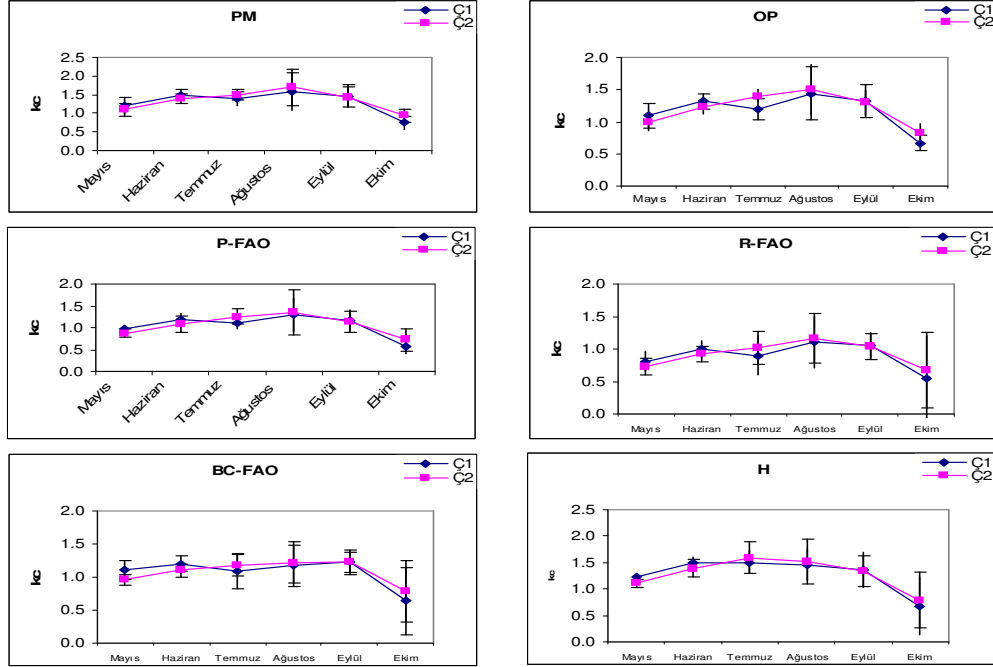 PM
Ç1
Ç2
kc
2.5
2.0
1.5
1.0
0.5
0.0
Mayıs
Haziran
Temmuz
Ağustos
Eylül
Ekim
OP
Ç1
Ç2
kc
2.0
1.5
1.0
0.5
0.0
Mayıs Haziran Temmuz Ağustos Eylül Ekim
P-FAO
Ç1
Ç2
kc
2.0
1.5
1.0
0.5
0.0
Mayıs
Haziran
Temmuz
Ağustos
Eylül
Ekim
R-FAO
Ç1
Ç2
kc
2.0
1.5
1.0
0.5
0.0
Mayıs Haziran Temmuz Ağustos Eylül Ekim
BC-FAO
Ç1
Ç2
kc
2.0
1.5
1.0
0.5
0.0
Mayıs Haziran Temmuz Ağustos Eylül Ekim
H
Ç1
Ç2
kc
2.5
2.0
1.5
1.0
0.5
0.0
Mayıs Haziran Temmuz Ağustos Eylül Ekim